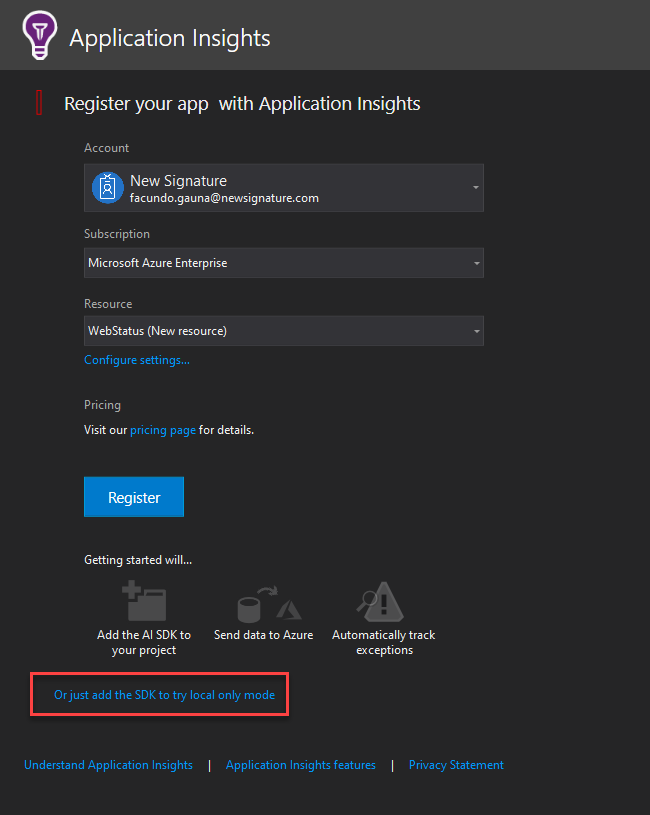 Application Insights
Register your app  with Application Insights
Account
New Signature
facundo.gauna@newsignature.com
Subscription
Microsoft Azure Enterprise
Resource
WebStatus (New resource)
Configure settings...
Pricing
Visit our pricing page for details.
Register
Getting started will...
Add the AI SDK to
your project
Send data to Azure
Automatically track
exceptions
Or just add the SDK to try local only mode
Understand Application Insights | Application Insights features | Privacy Statement